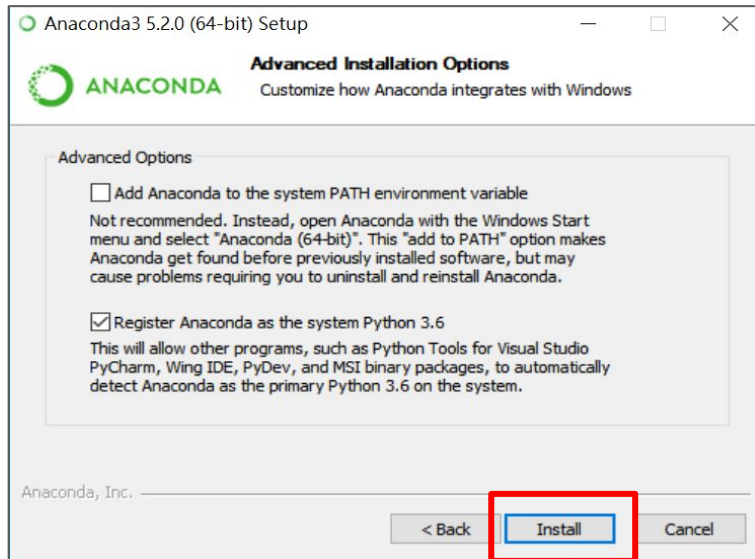 Anaconda3 5.2.0 (64-bit) Setup
ANACONDA
Advanced Installation Options
Customize how Anaconda integrates with Windows
Advanced Options
Add Anaconda to the system PATH environment variable
Not recommended. Instead, open Anaconda with the Windows Start
menu and select "Anaconda (64-bit)". This "add to PATH" option makes
Anaconda get found before previously installed software, but may
cause problems requiring you to uninstall and reinstall Anaconda.
Register Anaconda as the system Python 3.6
This will allow other programs, such as Python Tools for Visual Studio
PyCharm, Wing IDE, PyDev, and MSI binary packages, to automatically
detect Anaconda as the primary Python 3.6 on the system.
Anaconda, Inc.
< Back
Install
Cancel